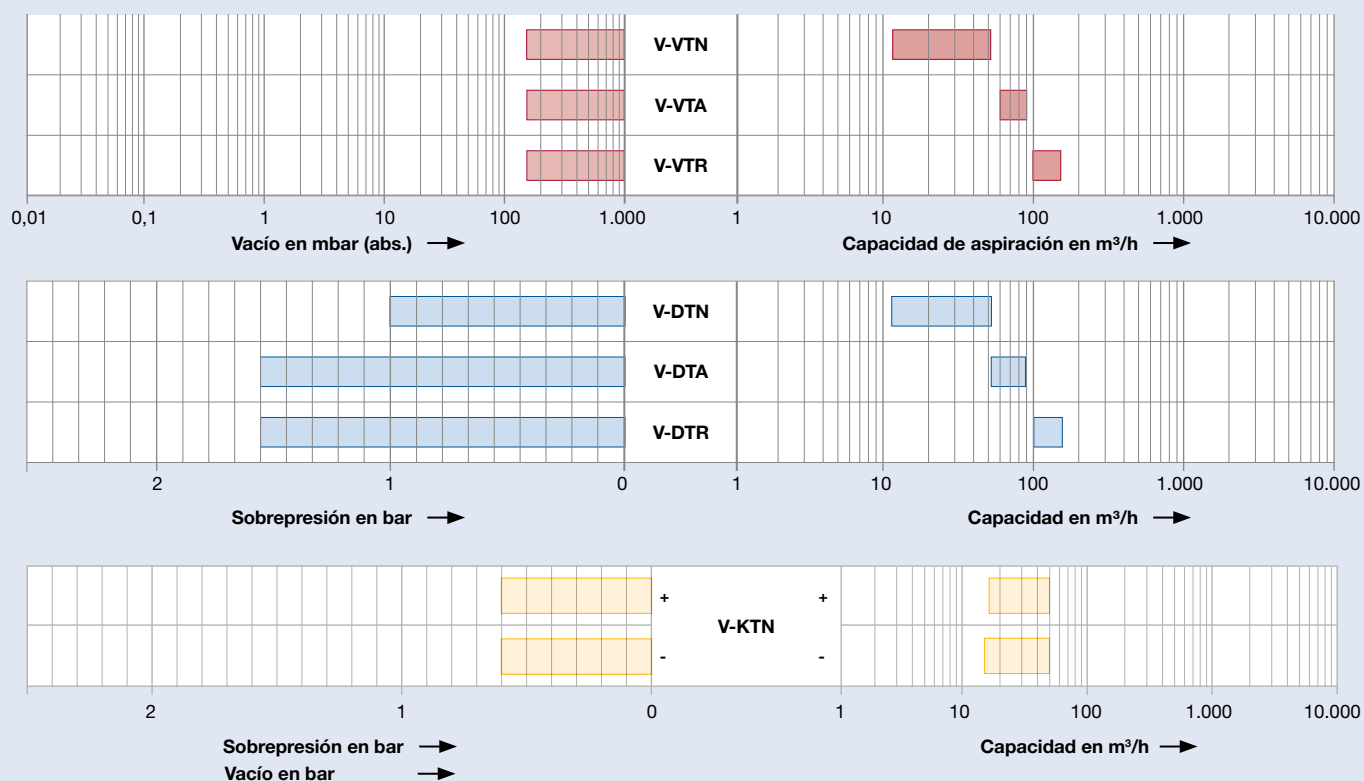 V-VTN
V-VTA
V-VTR
0,01 0,1 1 10 100 1.000 1 10 100 1.000 10.000
Vacío en mbar (abs.) Capacidad de aspiración en m³/h
V-DTN
V-DTA
V-DTR
2 1 0 1 10 100 1.000 10.000
Sobrepresión en bar Capacidad en m³/h
+ +
V-KTN
- -
2 1 0 1 10 100 1.000 10.000
Sobrepresión en bar Capacidad en m³/h
Vacío en bar